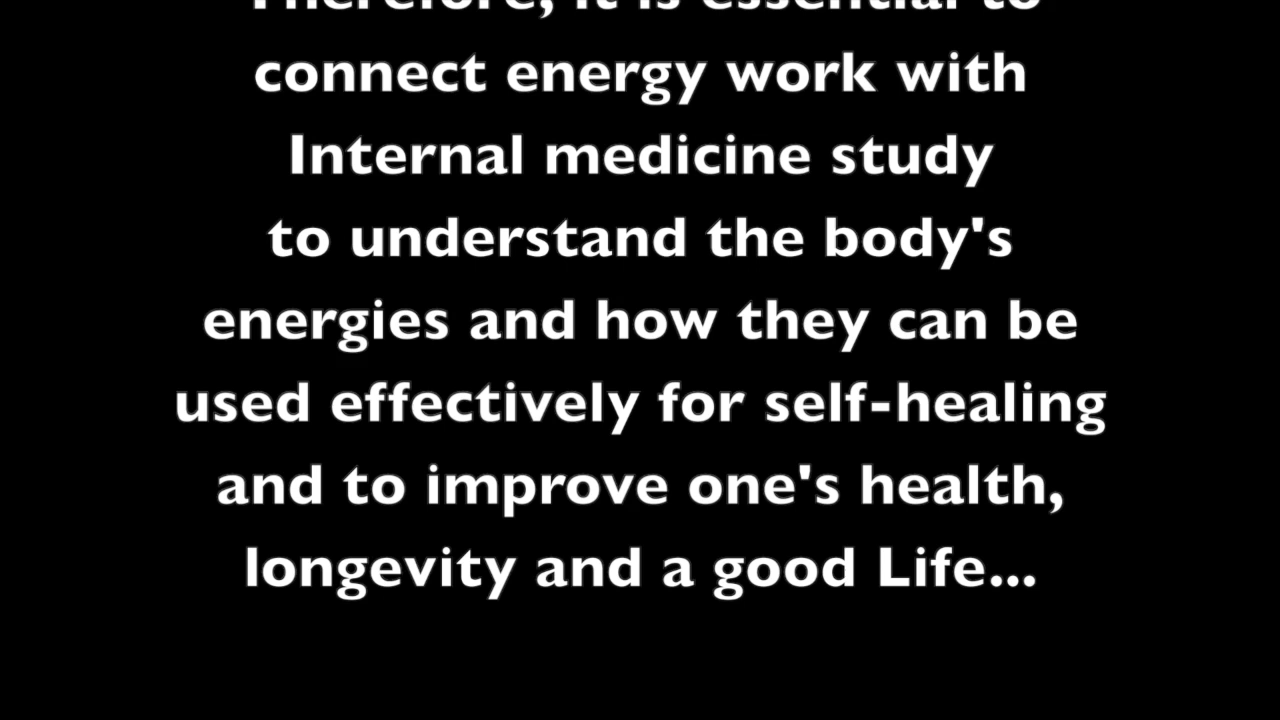 Therefore, it is essential to
connect energy work with
Internal medicine study
to understand the body's
energies and how they can be
used effectively for self-healing
and to improve one's health,
longevity and a good Life...